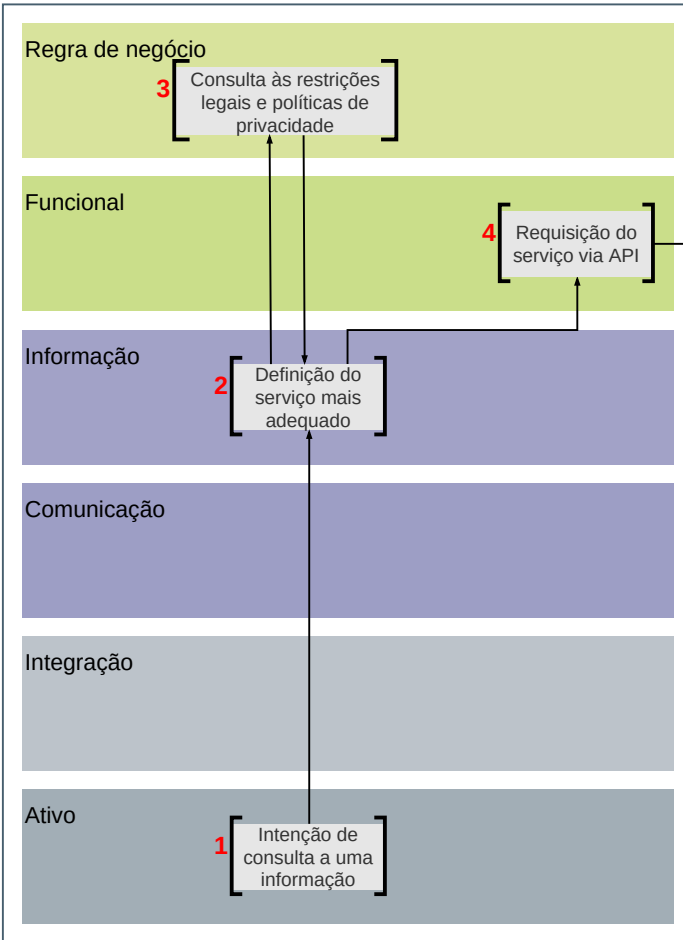 Regra de negócio
3
Consulta às restrições
legais e políticas de
privacidade
Funcional
4
Requisição do
serviço via API
Informação
2
Definição do
serviço mais
adequado
Comunicação
Integração
Ativo
1
Intenção de
consulta a uma
informação